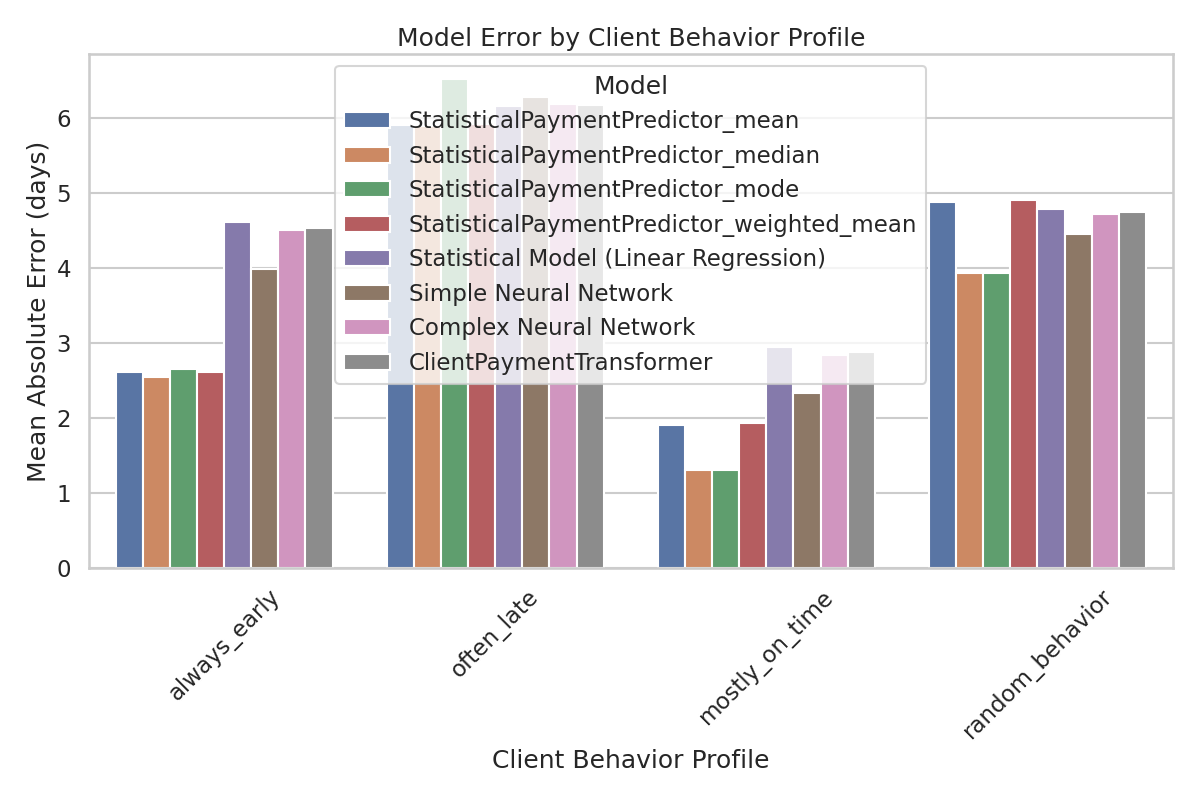 Model Error by Client Behavior Profile
Mean Absolute Error (days)
6
5
4
3
2
1
0
Model
StatisticalPaymentPredictor_mean
StatisticalPaymentPredictor_median
StatisticalPaymentPredictor_mode
StatisticalPaymentPredictor_weighted_mean
Statistical Model (Linear Regression)
Simple Neural Network
Complex Neural Network
ClientPaymentTransformer
always_early
often_late
mostly_on_time
random_behavior
Client Behavior Profile